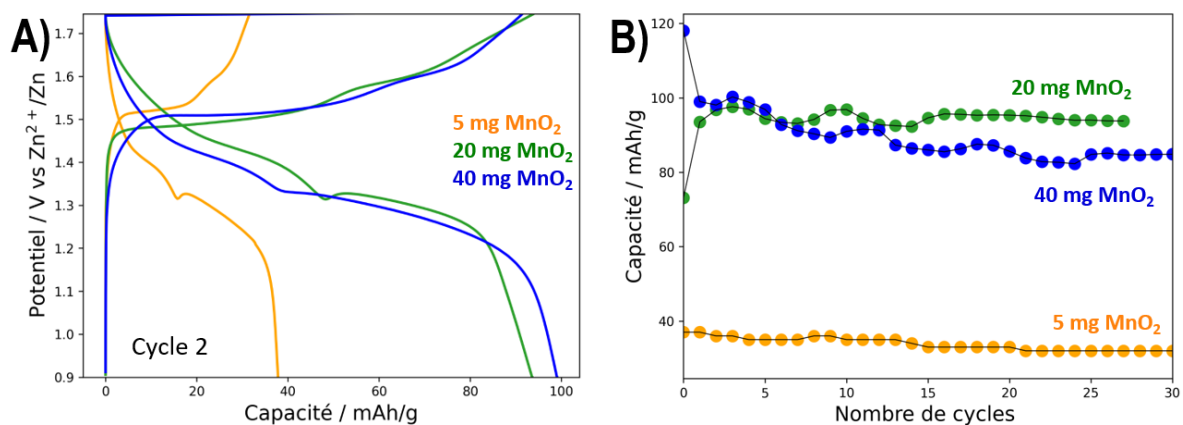 A)
Potentiel / V vs Zn²⁺/Zn
1.7
1.6
1.5
1.4
1.3
1.2
1.1
1.0
0.9
5 mg MnO₂
20 mg MnO₂
40 mg MnO₂
Cycle 2
0 20 40 60 80 100
Capacité / mAh/g
B)
Capacité / mAh/g
120
100
80
60
40
20 mg MnO₂
40 mg MnO₂
5 mg MnO₂
0 5 10 15 20 25 30
Nombre de cycles